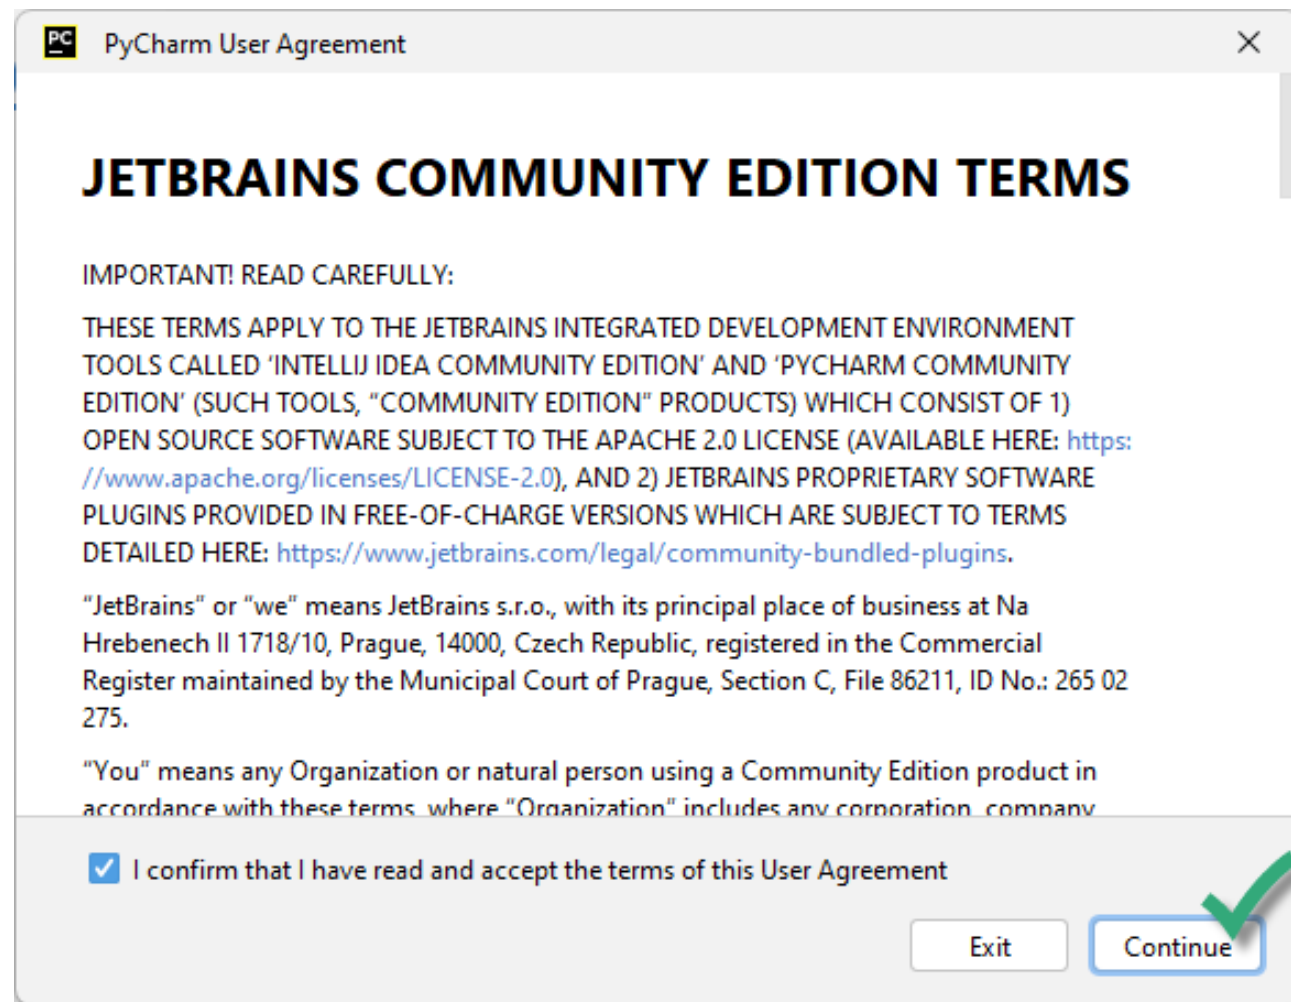 PC PyCharm User Agreement
JETBRAINS COMMUNITY EDITION TERMS
IMPORTANT! READ CAREFULLY:
THESE TERMS APPLY TO THE JETBRAINS INTEGRATED DEVELOPMENT ENVIRONMENT
TOOLS CALLED ‘INTELLIJ IDEA COMMUNITY EDITION’ AND ‘PYCHARM COMMUNITY
EDITION’ (SUCH TOOLS, “COMMUNITY EDITION” PRODUCTS) WHICH CONSIST OF 1)
OPEN SOURCE SOFTWARE SUBJECT TO THE APACHE 2.0 LICENSE (AVAILABLE HERE: https:
//www.apache.org/licenses/LICENSE-2.0), AND 2) JETBRAINS PROPRIETARY SOFTWARE
PLUGINS PROVIDED IN FREE-OF-CHARGE VERSIONS WHICH ARE SUBJECT TO TERMS
DETAILED HERE: https://www.jetbrains.com/legal/community-bundled-plugins.
“JetBrains” or “we” means JetBrains s.r.o., with its principal place of business at Na
Hrebenech II 1718/10, Prague, 14000, Czech Republic, registered in the Commercial
Register maintained by the Municipal Court of Prague, Section C, File 86211, ID No.: 265 02
275.
“You” means any Organization or natural person using a Community Edition product in
accordance with these terms, where “Organization” includes any corporation, company
I confirm that I have read and accept the terms of this User Agreement
Exit Continue